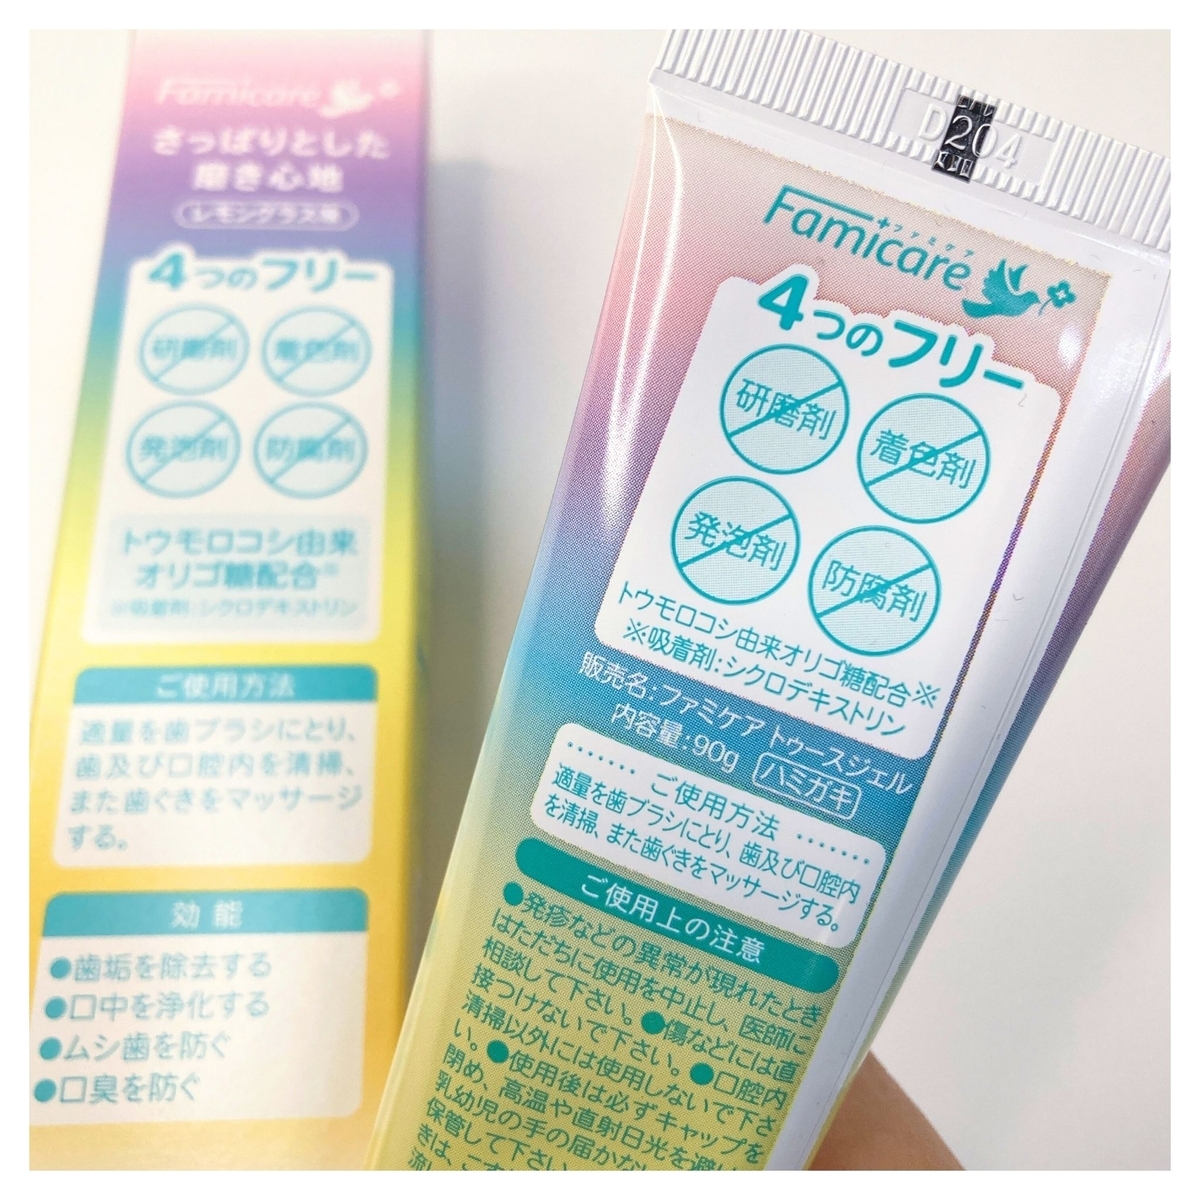 Famicare
さっぱりとした
磨き心地
レモングラス味
4つのフリー
研磨剤
着色剤
発泡剤
防腐剤
トウモロコシ由来
オリゴ糖配合※
※吸着剤:シクロデキストリン
ご使用方法
適量を歯ブラシにとり、
歯及び口腔内を清掃、
また歯ぐきをマッサージ
する。
効能
●歯垢を除去する
●口中を浄化する
●ムシ歯を防ぐ
●口臭を防ぐ
D204
Famicare
ファミケア
4つのフリー
研磨剤
着色剤
発泡剤
防腐剤
トウモロコシ由来オリゴ糖配合※
※吸着剤:シクロデキストリン
販売名:ファミケア トゥースジェル
内容量:90g ハミガキ
ご使用方法
適量を歯ブラシにとり、歯及び口腔内
を清掃、また歯ぐきをマッサージする。
ご使用上の注意
●発疹などの異常が現れたとき
はただちに使用を中止し、医師に
相談して下さい。●傷などには直
接つけないで下さい。●口腔内
清掃以外には使用しないで下さ
い。●使用後は必ずキャップを
閉め、高温や直射日光を避け
乳幼児の手の届かな
保管して下さい